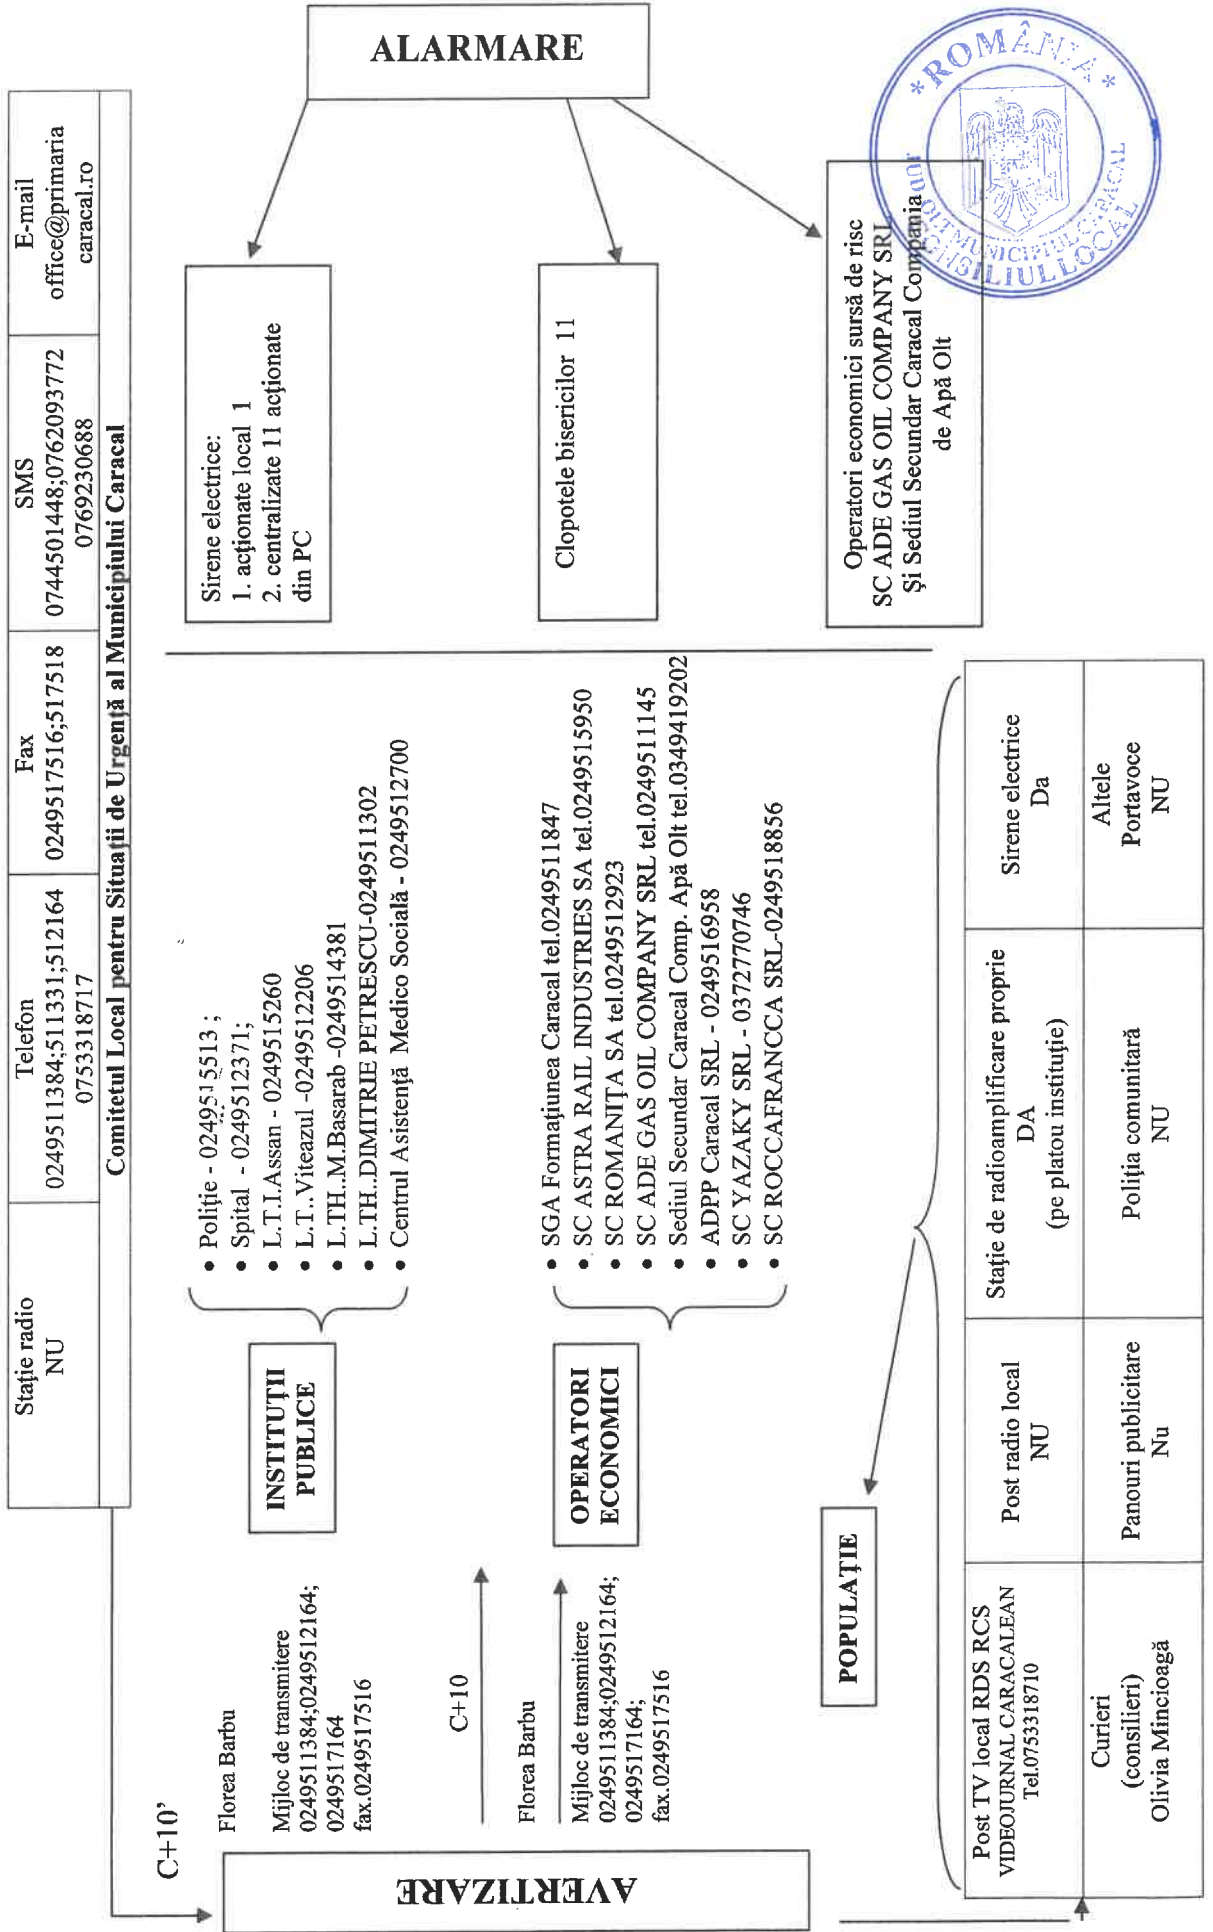 Stație radio
NU
Telefon
0249511384;511331;512164
0753318717
Fax
0249517516;517518
SMS
0744501448;0762093772
0769230688
E-mail
office@primaria
caracal.ro
Comitetul Local pentru Situații de Urgență al Municipiului Caracal
C+10’
AVERTIZARE
Florea Barbu
Mijloc de transmitere
0249511384;0249512164;
0249517164
fax.0249517516
INSTITUȚII
PUBLICE
• Poliție - 0249515513 ;
• Spital - 0249512371;
• L.T.I.Assan - 0249515260
• L.T..Viteazul -0249512206
• L.TH..M.Basarab -0249514381
• L.TH..DIMITRIE PETRESCU-0249511302
• Centrul Asistență Medico Socială - 0249512700
C+10
Florea Barbu
Mijloc de transmitere
0249511384;0249512164;
0249517164;
fax.0249517516
OPERATORI
ECONOMICI
• SGA Formațiunea Caracal tel.0249511847
• SC ASTRA RAIL INDUSTRIES SA tel.0249515950
• SC ROMANIȚA SA tel.0249512923
• SC ADE GAS OIL COMPANY SRL tel.0249511145
• Sediul Secundar Caracal Comp. Apă Olt tel.0349419202
• ADPP Caracal SRL - 0249516958
• SC YAZAKY SRL - 0372770746
• SC ROCCAFRANCCA SRL-0249518856
POPULAȚIE
Post TV local RDS RCS
VIDEOJURNAL CARACALEAN
Tel.0753318710
Post radio local
NU
Stație de radioamplificare proprie
DA
(pe platou instituție)
Sirene electrice
Da
Curieri
(consilieri)
Olivia Mincioagă
Panouri publicitare
Nu
Poliția comunitară
NU
Altele
Portavoce
NU
ALARMARE
Sirene electrice:
1. acționate local 1
2. centralizate 11 acționate
din PC
Clopotele bisericilor 11
Operatori economici sursă de risc
SC ADE GAS OIL COMPANY SRL
Și Sediul Secundar Caracal Compania
de Apă Olt
* ROMÂNIA *
JUD. OLT MUNICIPIUL CARACAL
CONSILIUL LOCAL